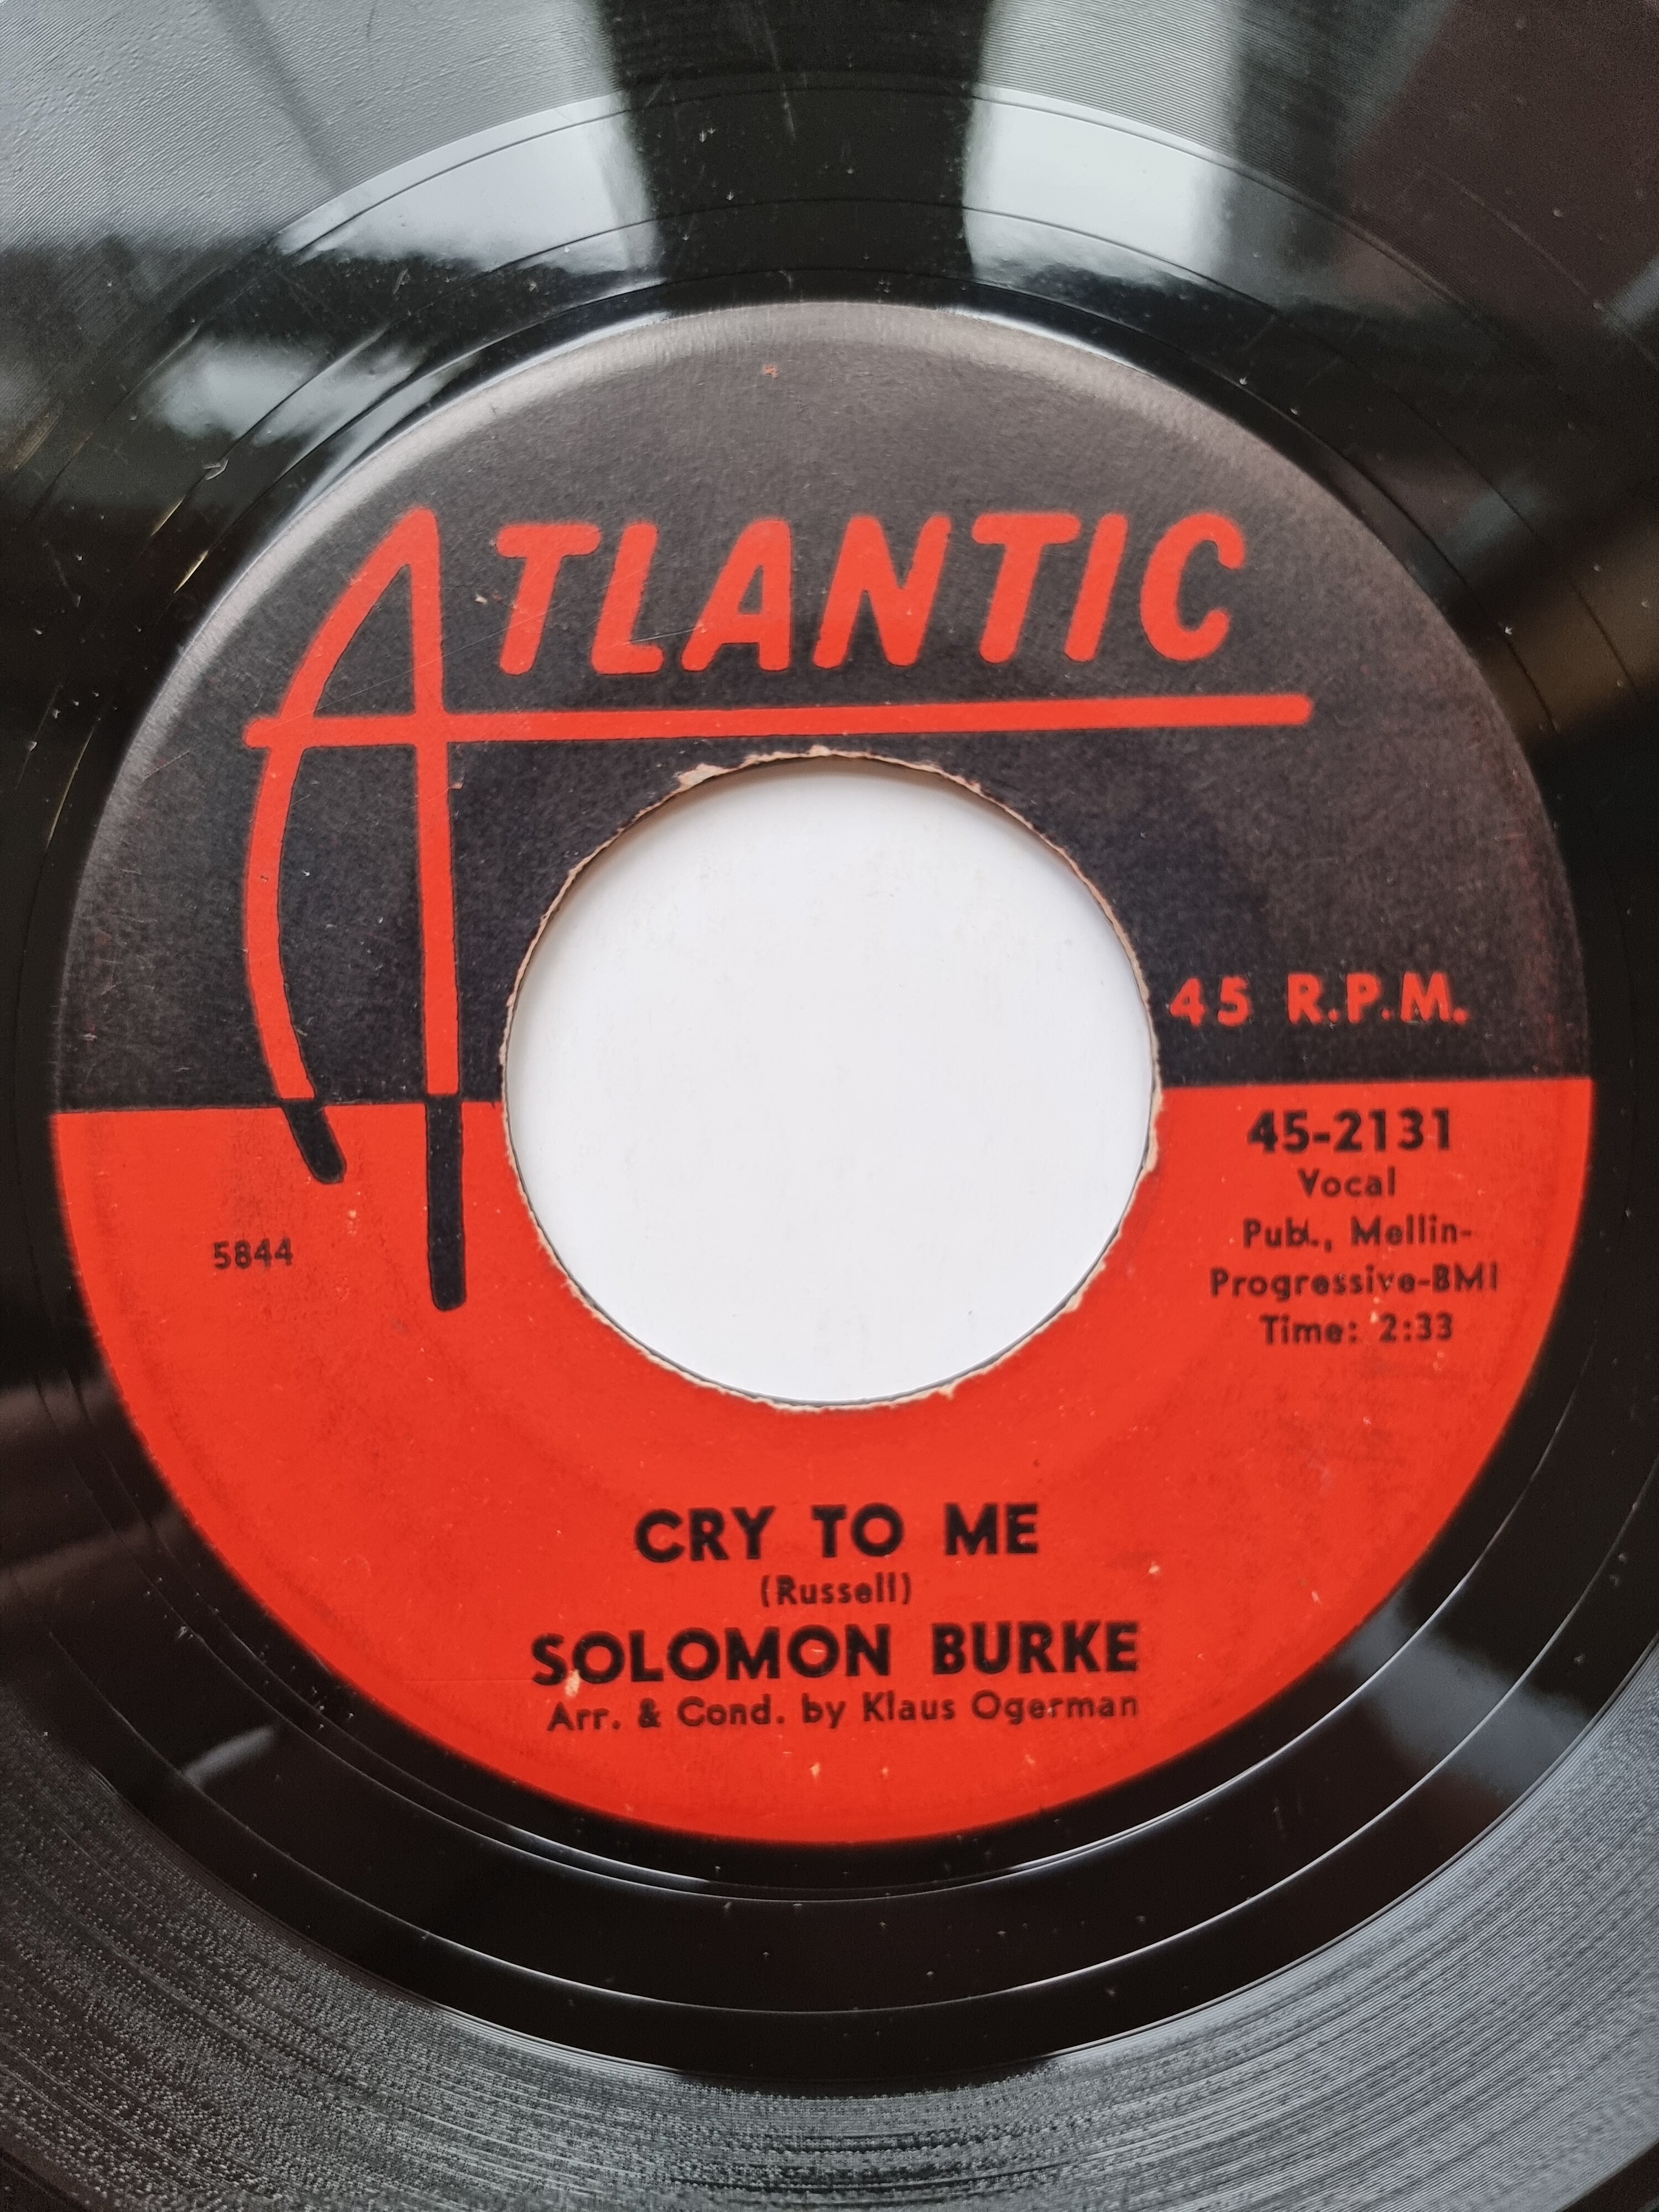 ATLANTIC
45 R.P.M.
45-2131
Vocal
Pub., Mellin-
Progressive-BMI
Time: 2:33
5844
CRY TO ME
(Russell)
SOLOMON BURKE
Arr. & Cond. by Klaus Ogerman